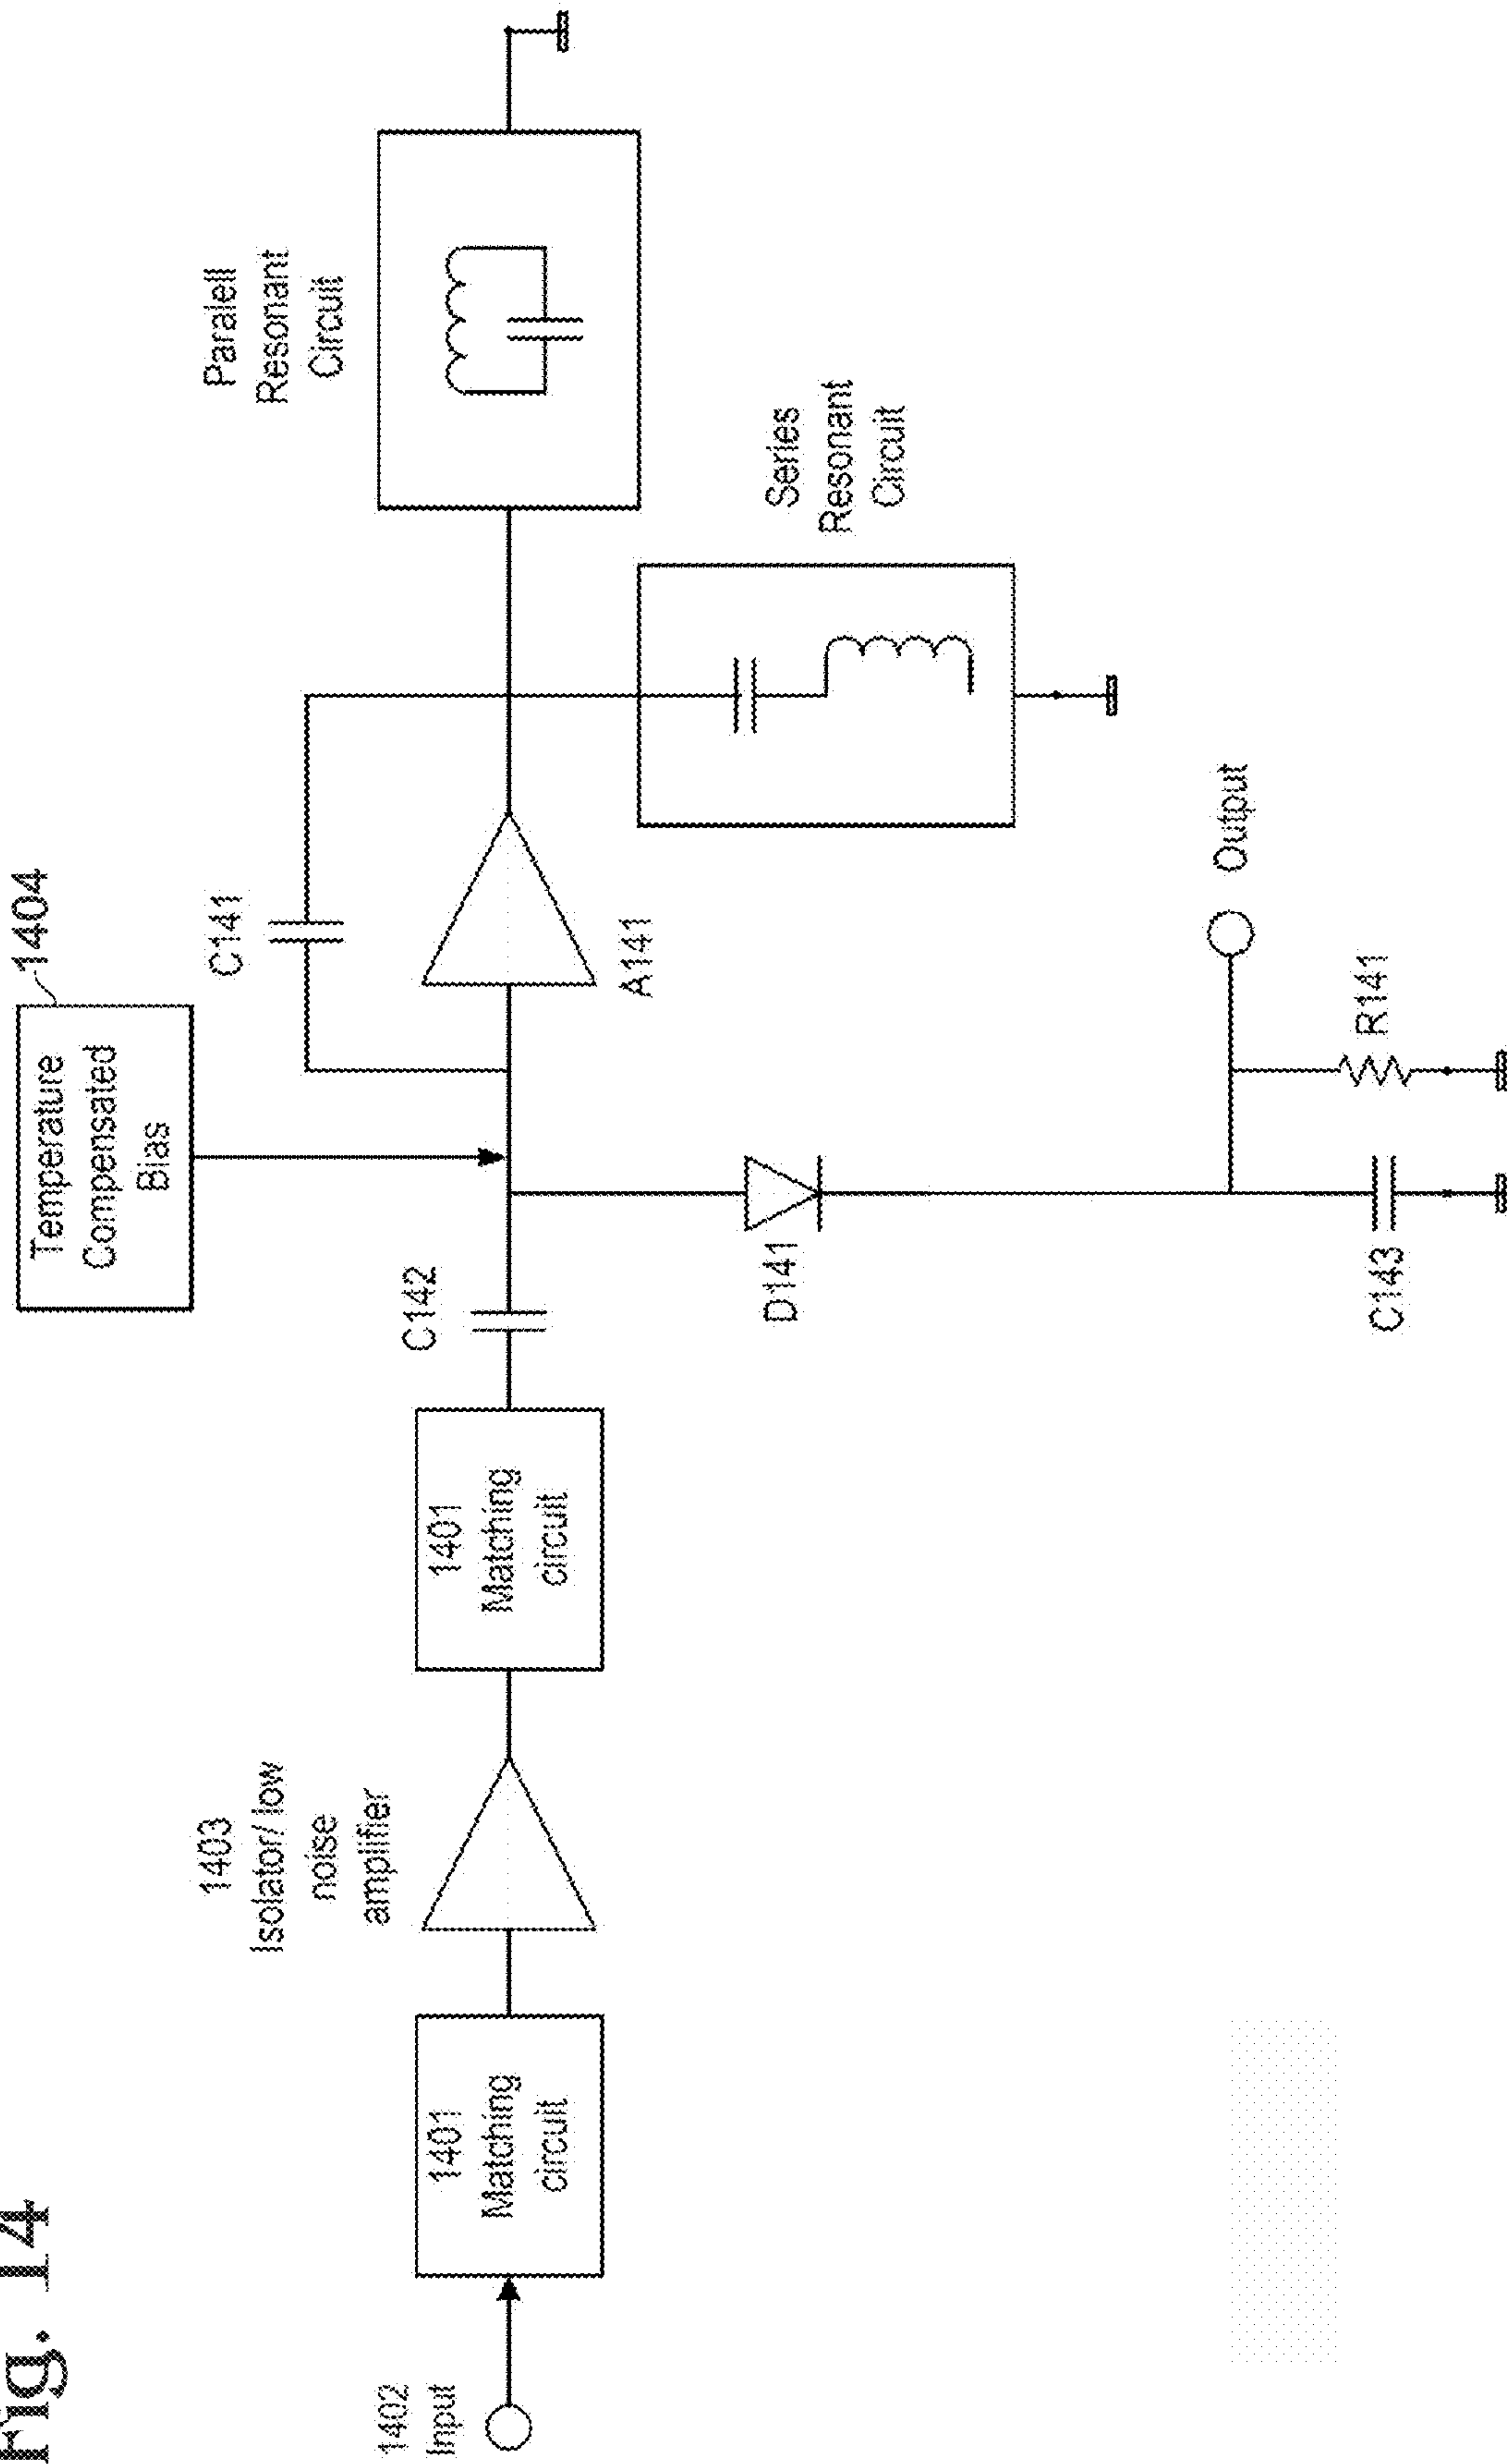 Fig. 14
Temperature
Compensated
Bias
1404
C141
A141
Paralell
Resonant
Circuit
Series
Resonant
Circuit
1402
Input
1401
Matching
circuit
1403
Isolator/ low
noise
amplifier
1401
Matching
circuit
C142
D141
Output
C143
R141